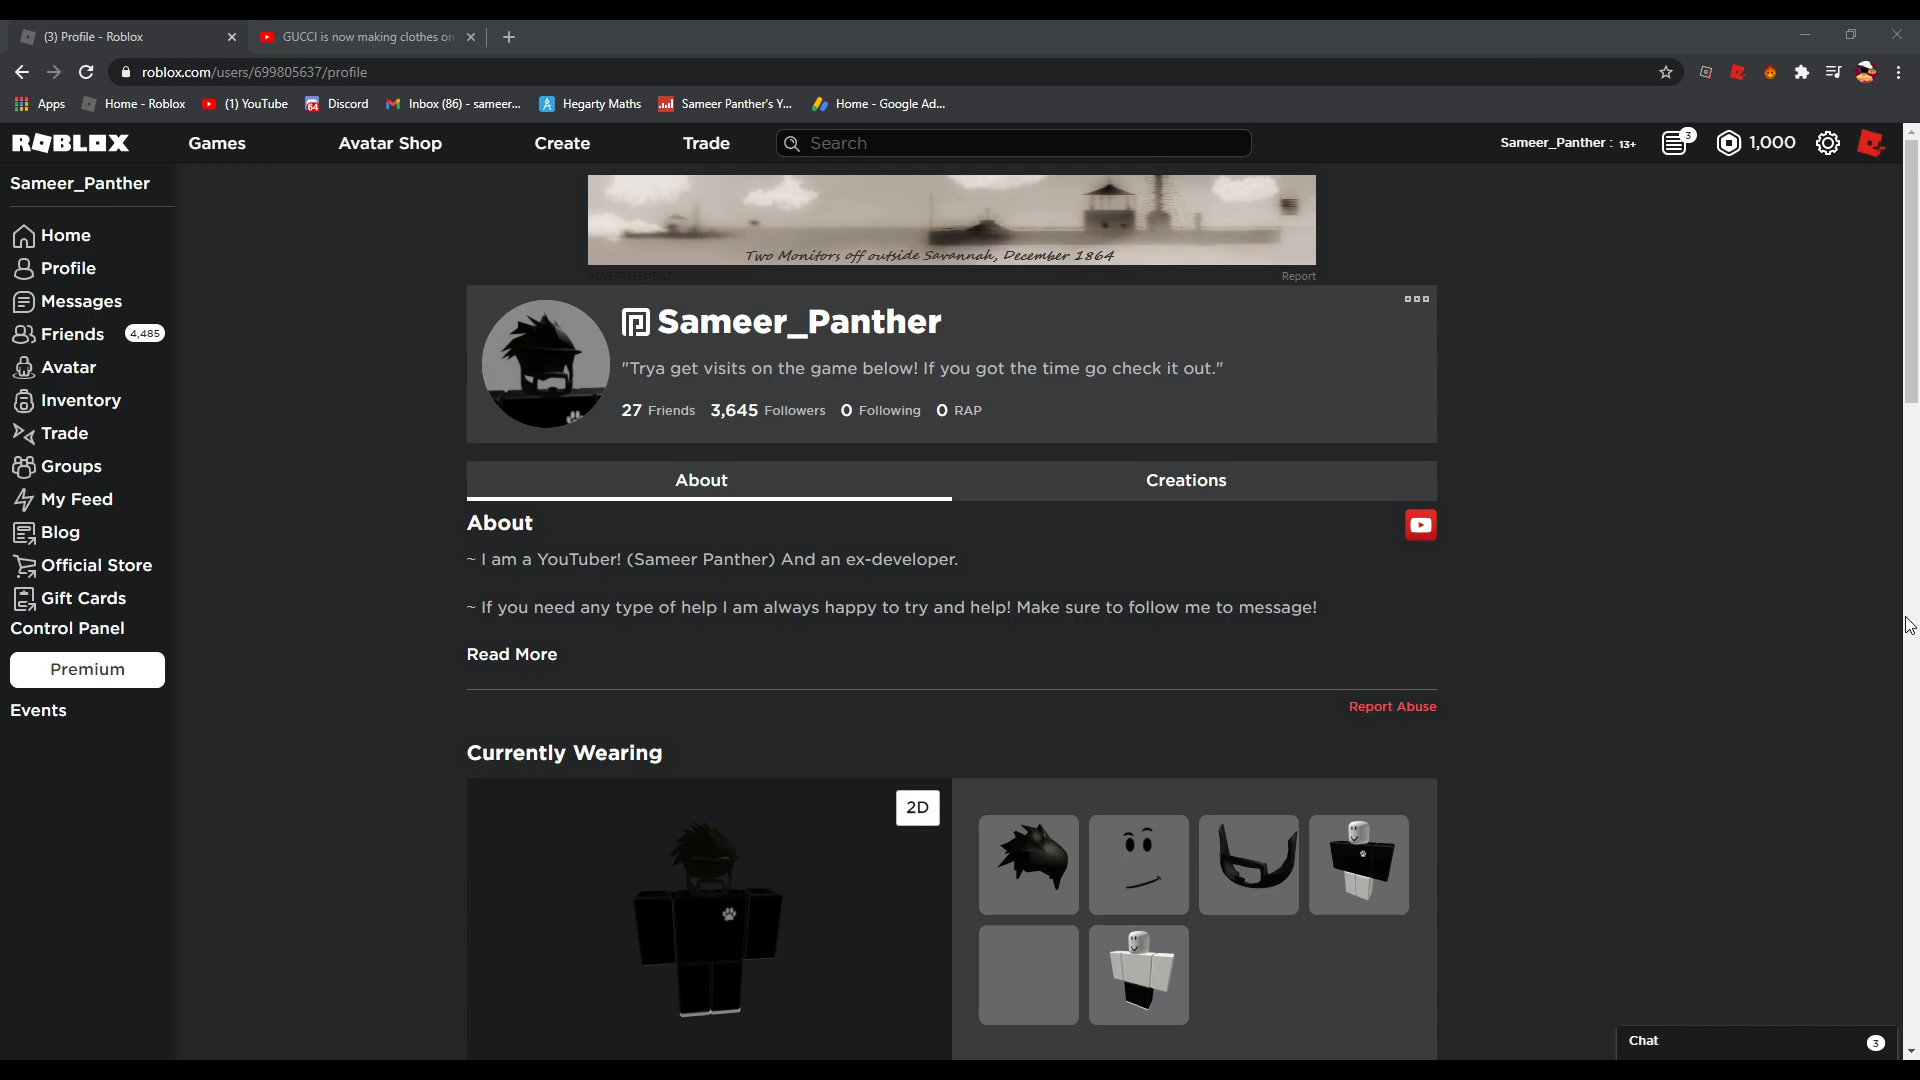 (3) Profile - Roblox
GUCCI is now making clothes on
roblox.com/users/699805637/profile
Apps
Home - Roblox
(1) YouTube
64
Discord
Inbox (86) - sameer...
Hegarty Maths
Sameer Panther's Y...
Home - Google Ad...
ROBLOX
Games
Avatar Shop
Create
Trade
Search
Sameer_Panther : 13+
3
1,000
Sameer_Panther
Home
Profile
Messages
Friends 4,485
Avatar
Inventory
Trade
Groups
My Feed
Blog
Official Store
Gift Cards
Control Panel
Premium
Events
Two Monitors off outside Savannah, December 1864
ADVERTISEMENT
Report
Sameer_Panther
"Trya get visits on the game below! If you got the time go check it out."
27 Friends 3,645 Followers 0 Following 0 RAP
About
Creations
About
~ I am a YouTuber! (Sameer Panther) And an ex-developer.
~ If you need any type of help I am always happy to try and help! Make sure to follow me to message!
Read More
Report Abuse
Currently Wearing
2D
Chat
3